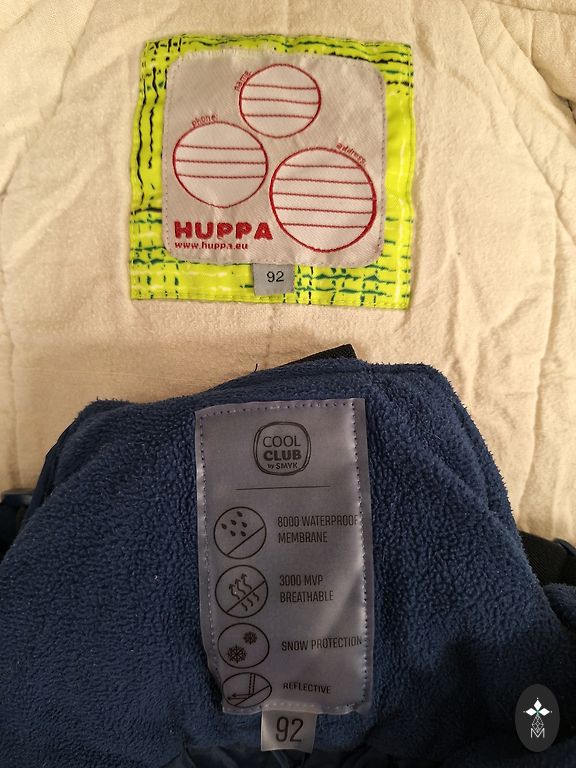 name:
phone:
address:
HUPPA
www.huppa.eu
92
COOL
CLUB
by SMYK
8000 WATERPROOF
MEMBRANE
3000 MVP
BREATHABLE
SNOW PROTECTION
REFLECTIVE
92
M